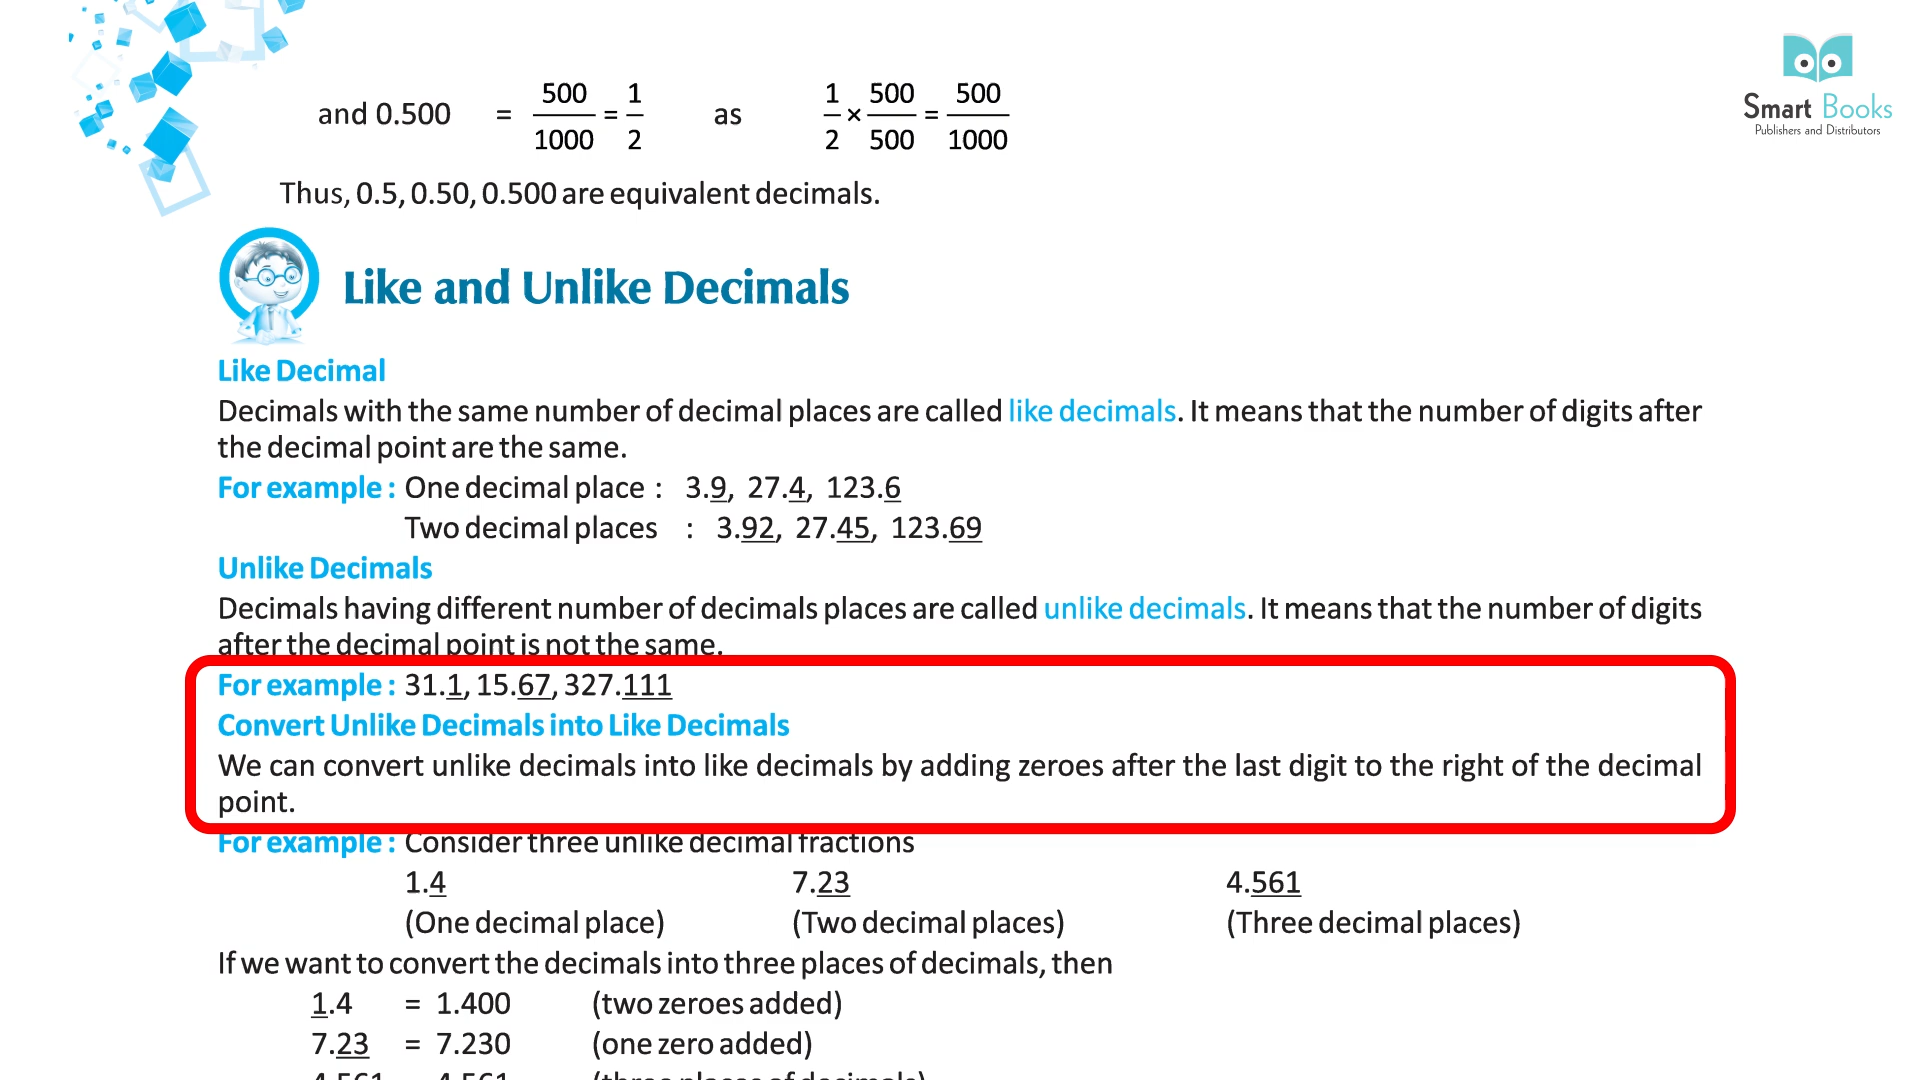 Smart Books
Publishers and Distributors
and 0.500 = 500/1000 = 1/2 as 1/2 × 500/500 = 500/1000
Thus, 0.5, 0.50, 0.500 are equivalent decimals.
Like and Unlike Decimals
Like Decimal
Decimals with the same number of decimal places are called like decimals. It means that the number of digits after
the decimal point are the same.
For example : One decimal place : 3.9, 27.4, 123.6
Two decimal places : 3.92, 27.45, 123.69
Unlike Decimals
Decimals having different number of decimals places are called unlike decimals. It means that the number of digits
after the decimal point is not the same.
For example : 31.1, 15.67, 327.111
Convert Unlike Decimals into Like Decimals
We can convert unlike decimals into like decimals by adding zeroes after the last digit to the right of the decimal
point.
For example : Consider three unlike decimal fractions
1.4 7.23 4.561
(One decimal place) (Two decimal places) (Three decimal places)
If we want to convert the decimals into three places of decimals, then
1.4 = 1.400 (two zeroes added)
7.23 = 7.230 (one zero added)
4.561 4.561 (three places of decimals)